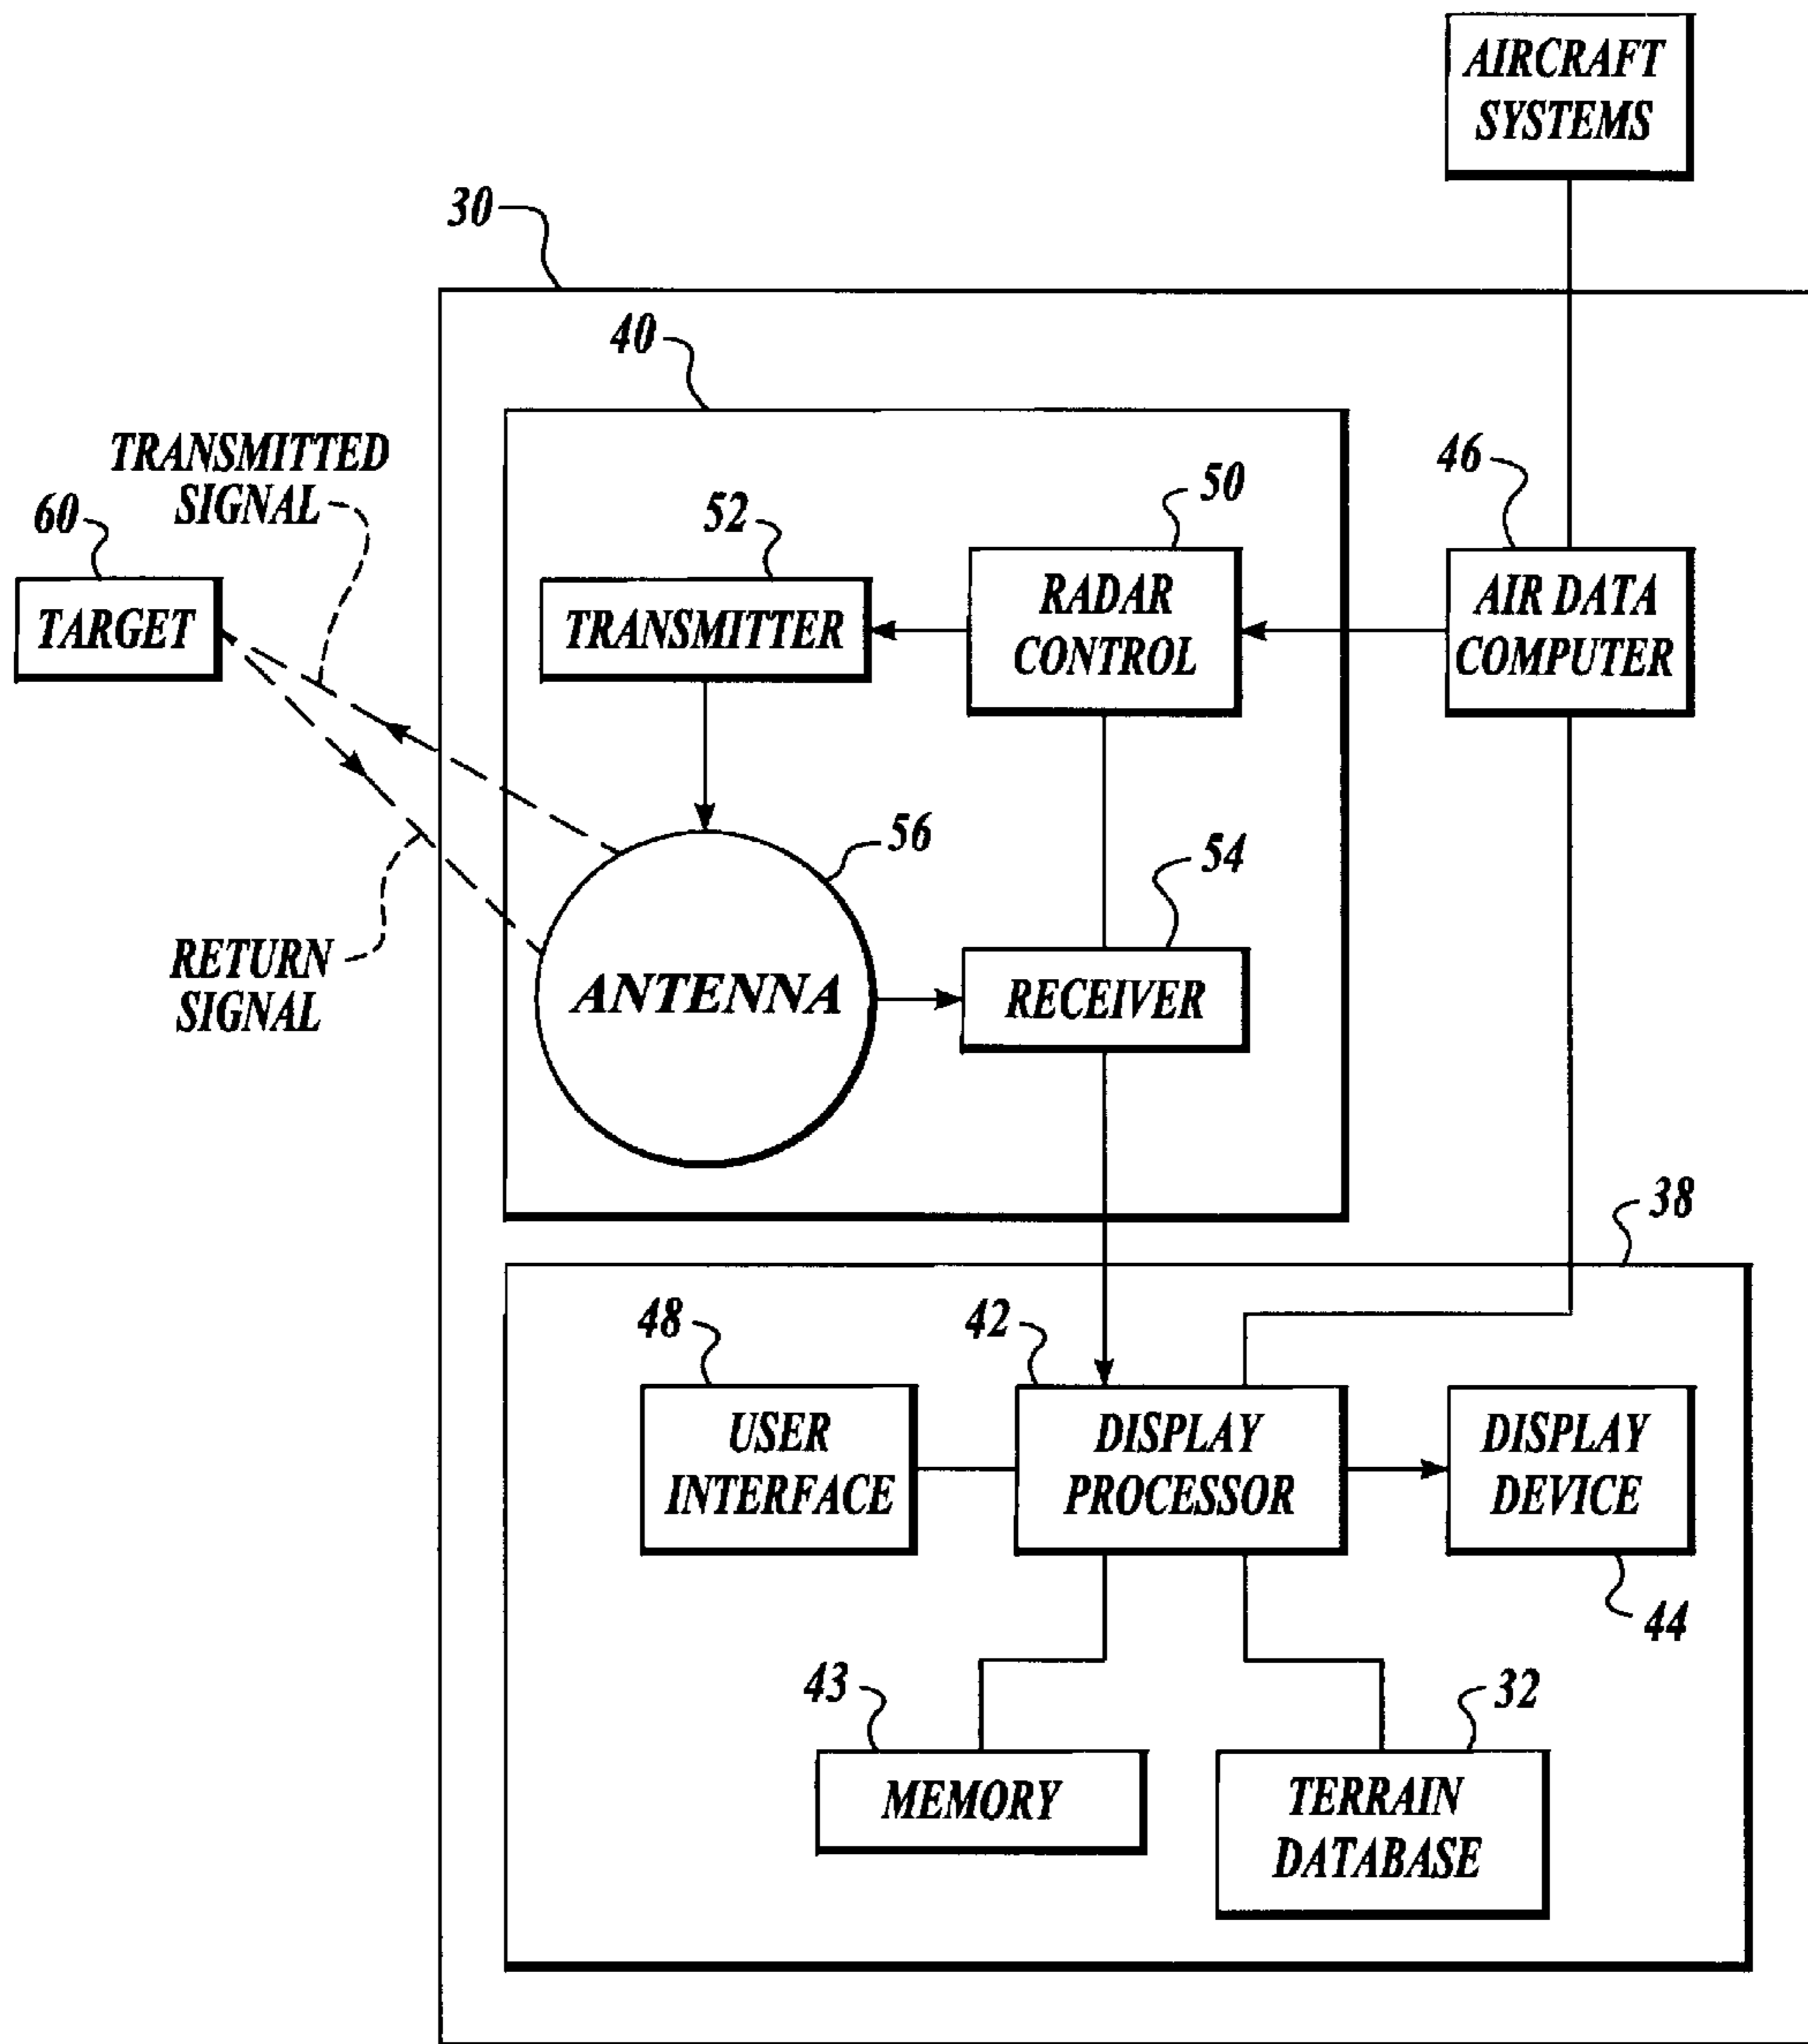 AIRCRAFT
SYSTEMS
30
40
TRANSMITTED
SIGNAL
46
50
60
52
TARGET
TRANSMITTER
RADAR
CONTROL
AIR DATA
COMPUTER
56
54
RETURN
SIGNAL
ANTENNA
RECEIVER
38
48
42
USER
INTERFACE
DISPLAY
PROCESSOR
DISPLAY
DEVICE
44
43
32
MEMORY
TERRAIN
DATABASE